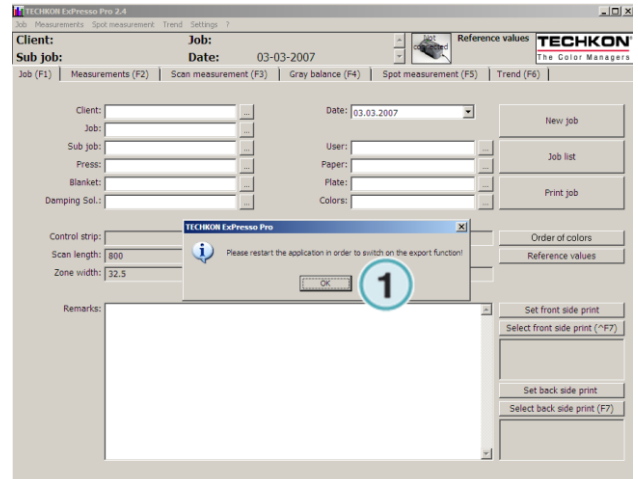 TECHKON ExPresso Pro 2.4
Job Measurements Spot measurement Trend Settings ?
Client: Job: Not connected Reference values TECHKON
Sub job: Date: 03-03-2007 The Color Managers
Job (F1) Measurements (F2) Scan measurement (F3) Gray balance (F4) Spot measurement (F5) Trend (F6)
Client: ... Date: 03.03.2007 New job
Job: ...
Sub job: ... User: ... Job list
Press: ... Paper: ...
Blanket: ... Plate: ... Print job
Damping Sol.: ... Colors: ...
TECHKON ExPresso Pro
Control strip: Order of colors
Please restart the application in order to switch on the export function!
Scan length: 800 Reference values
Zone width: 32.5
OK
1
Remarks: Set front side print
Select front side print (^F7)
Set back side print
Select back side print (F7)